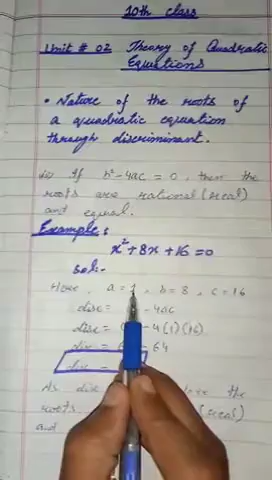 10th class
Unit # 02 Theory of Quadratic
Equations
• Nature of the roots of
a quadratic equation
through discriminant.
If b²-4ac = 0, then the
roots are rational (real)
and equal.
Example:
x²+8x+16=0
Sol:-
Here, a = 1, b = 8, c = 16
disc= - 4ac
disc= - 4(1)(16)
disc = - 64
disc =
As disc the
roots (real)
and